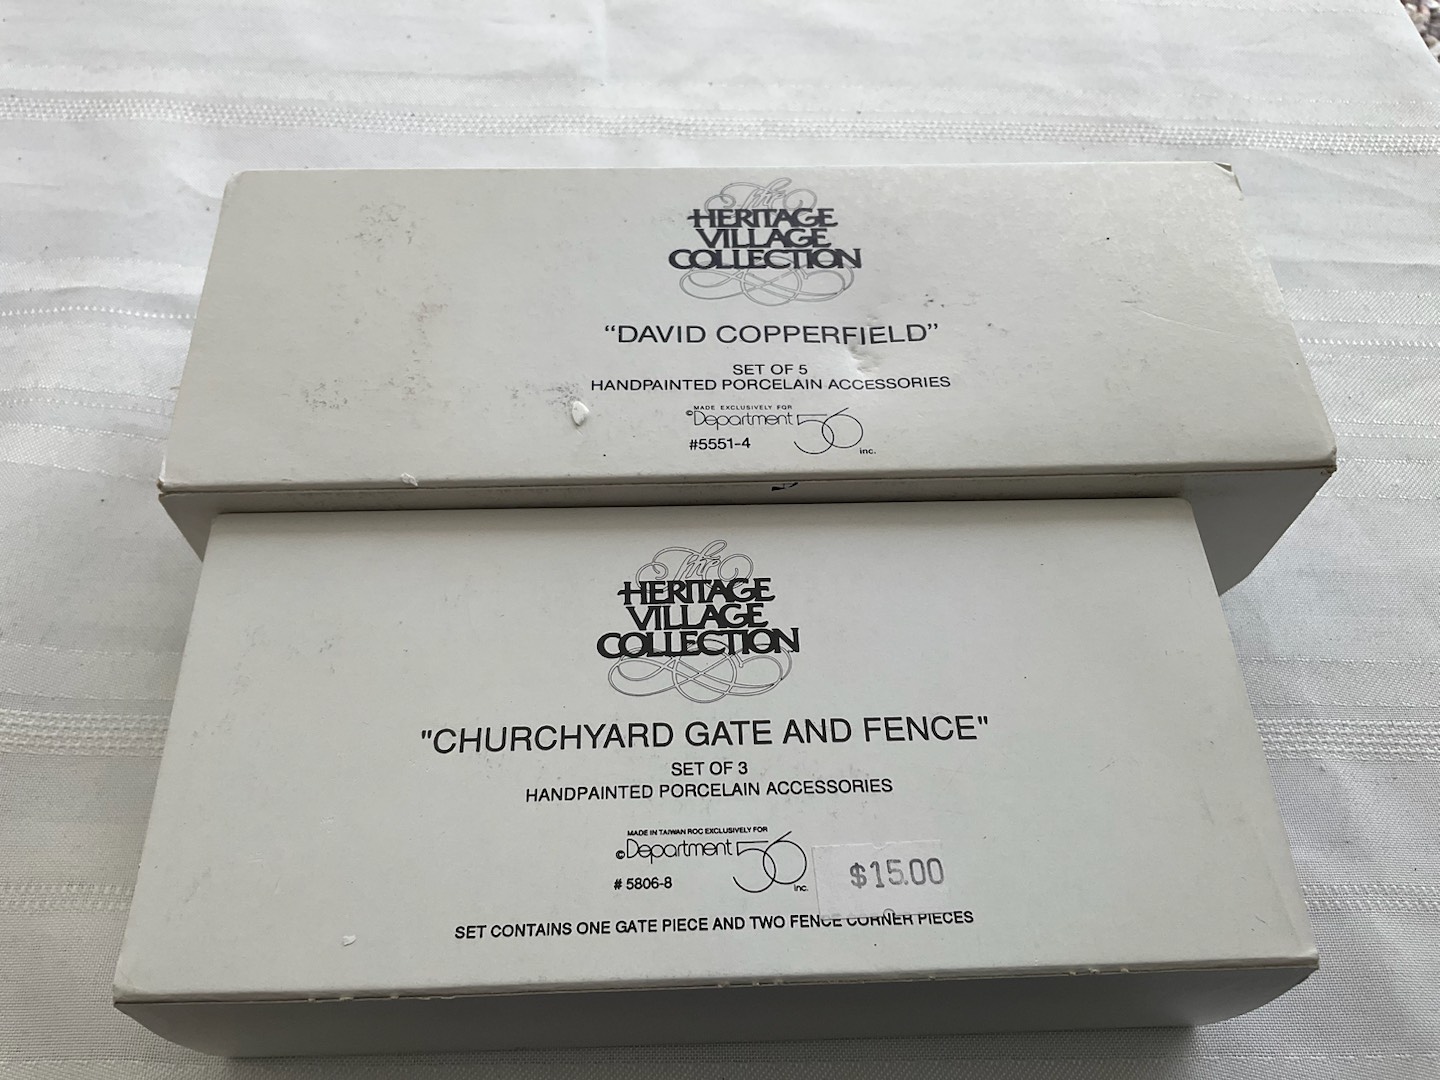 The
HERITAGE
VILLAGE
COLLECTION
“DAVID COPPERFIELD”
SET OF 5
HANDPAINTED PORCELAIN ACCESSORIES
MADE EXCLUSIVELY FOR
©Department 56 inc.
#5551-4
The
HERITAGE
VILLAGE
COLLECTION
"CHURCHYARD GATE AND FENCE"
SET OF 3
HANDPAINTED PORCELAIN ACCESSORIES
MADE IN TAIWAN ROC EXCLUSIVELY FOR
©Department 56 inc.
# 5806-8
$15.00
SET CONTAINS ONE GATE PIECE AND TWO FENCE CORNER PIECES